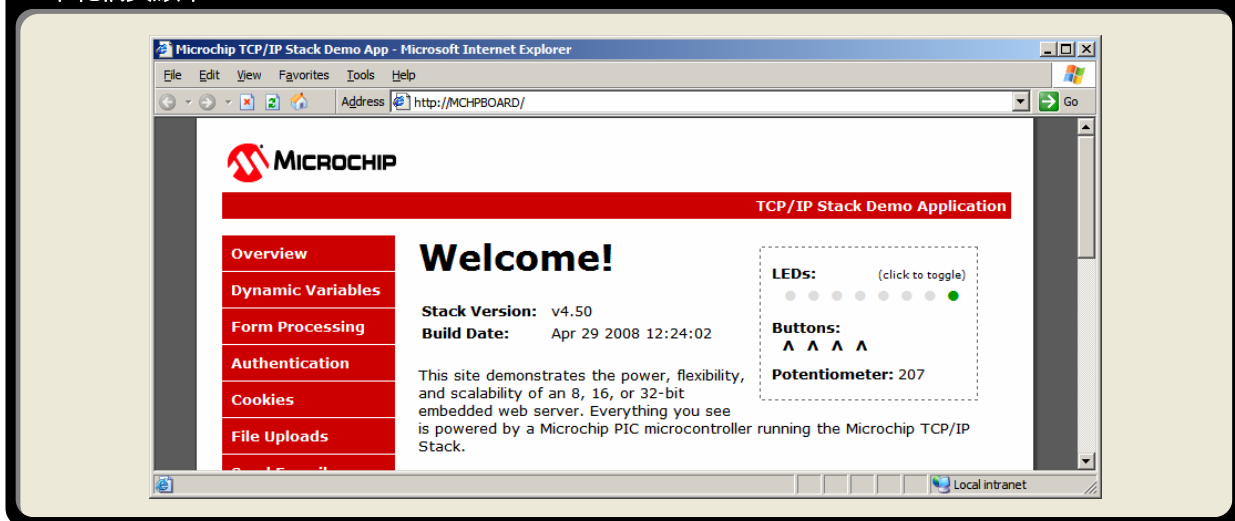 Microchip TCP/IP Stack Demo App - Microsoft Internet Explorer
File Edit View Favorites Tools Help
Address http://MCHPBOARD/ Go
MICROCHIP
TCP/IP Stack Demo Application
Overview
Dynamic Variables
Form Processing
Authentication
Cookies
File Uploads
Welcome!
Stack Version: v4.50
Build Date: Apr 29 2008 12:24:02
This site demonstrates the power, flexibility,
and scalability of an 8, 16, or 32-bit
embedded web server. Everything you see
is powered by a Microchip PIC microcontroller running the Microchip TCP/IP
Stack.
LEDs: (click to toggle)
Buttons:
Λ Λ Λ Λ
Potentiometer: 207
Local intranet